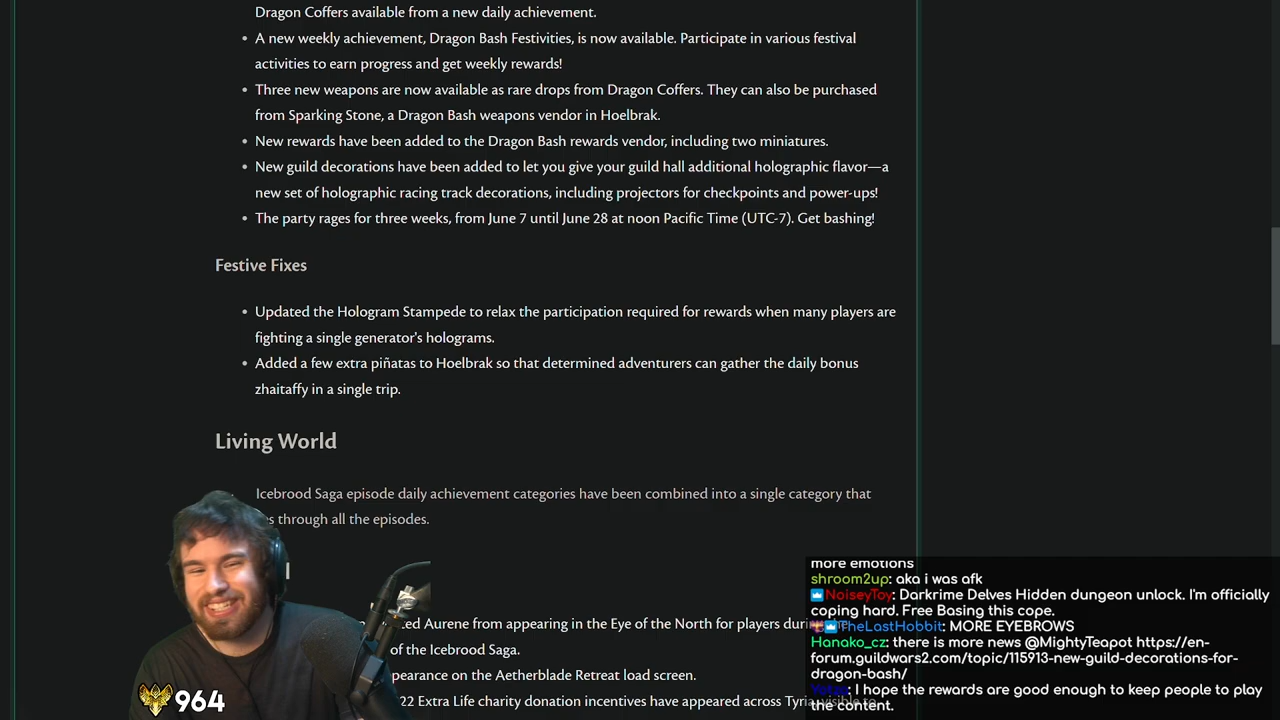 Dragon Coffers available from a new daily achievement.
A new weekly achievement, Dragon Bash Festivities, is now available. Participate in various festival
activities to earn progress and get weekly rewards!
Three new weapons are now available as rare drops from Dragon Coffers. They can also be purchased
from Sparking Stone, a Dragon Bash weapons vendor in Hoelbrak.
New rewards have been added to the Dragon Bash rewards vendor, including two miniatures.
New guild decorations have been added to let you give your guild hall additional holographic flavor—a
new set of holographic racing track decorations, including projectors for checkpoints and power-ups!
The party rages for three weeks, from June 7 until June 28 at noon Pacific Time (UTC-7). Get bashing!
Festive Fixes
Updated the Hologram Stampede to relax the participation required for rewards when many players are
fighting a single generator's holograms.
Added a few extra piñatas to Hoelbrak so that determined adventurers can gather the daily bonus
zhaitaffy in a single trip.
Living World
Icebrood Saga episode daily achievement categories have been combined into a single category that
through all the episodes.
Aurene from appearing in the Eye of the North for players
of the Icebrood Saga.
on the Aetherblade Retreat load screen.
22 Extra Life charity donation incentives have appeared across
964
more emotions
shroom2up: aka i was afk
NoiseyToy: Darkrime Delves Hidden dungeon unlock. I'm officially
coping hard. Free Basing this cope.
TheLastHobbit: MORE EYEBROWS
Hanako_cz: there is more news @MightyTeapot https://en-
forum.guildwars2.com/topic/115913-new-guild-decorations-for-
dragon-bash/
I hope the rewards are good enough to keep people to play
the content.